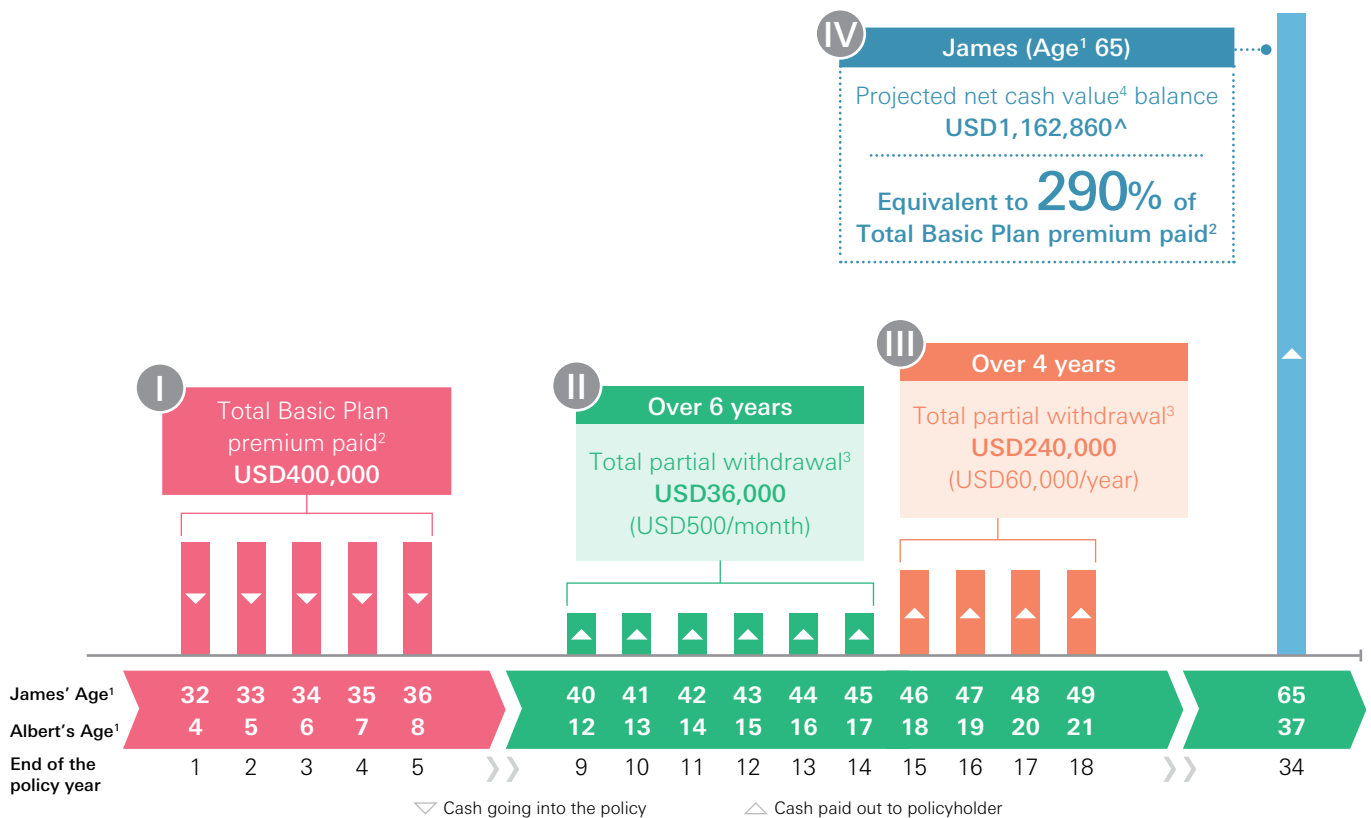 IV
James (Age¹ 65)
Projected net cash value⁴ balance
USD1,162,860^
Equivalent to 290% of
Total Basic Plan premium paid²
I
Total Basic Plan
premium paid²
USD400,000
II
Over 6 years
Total partial withdrawal³
USD36,000
(USD500/month)
III
Over 4 years
Total partial withdrawal³
USD240,000
(USD60,000/year)
James' Age¹ 32 33 34 35 36 40 41 42 43 44 45 46 47 48 49 65
Albert's Age¹ 4 5 6 7 8 12 13 14 15 16 17 18 19 20 21 37
End of the
policy year 1 2 3 4 5 9 10 11 12 13 14 15 16 17 18 34
Cash going into the policy
Cash paid out to policyholder